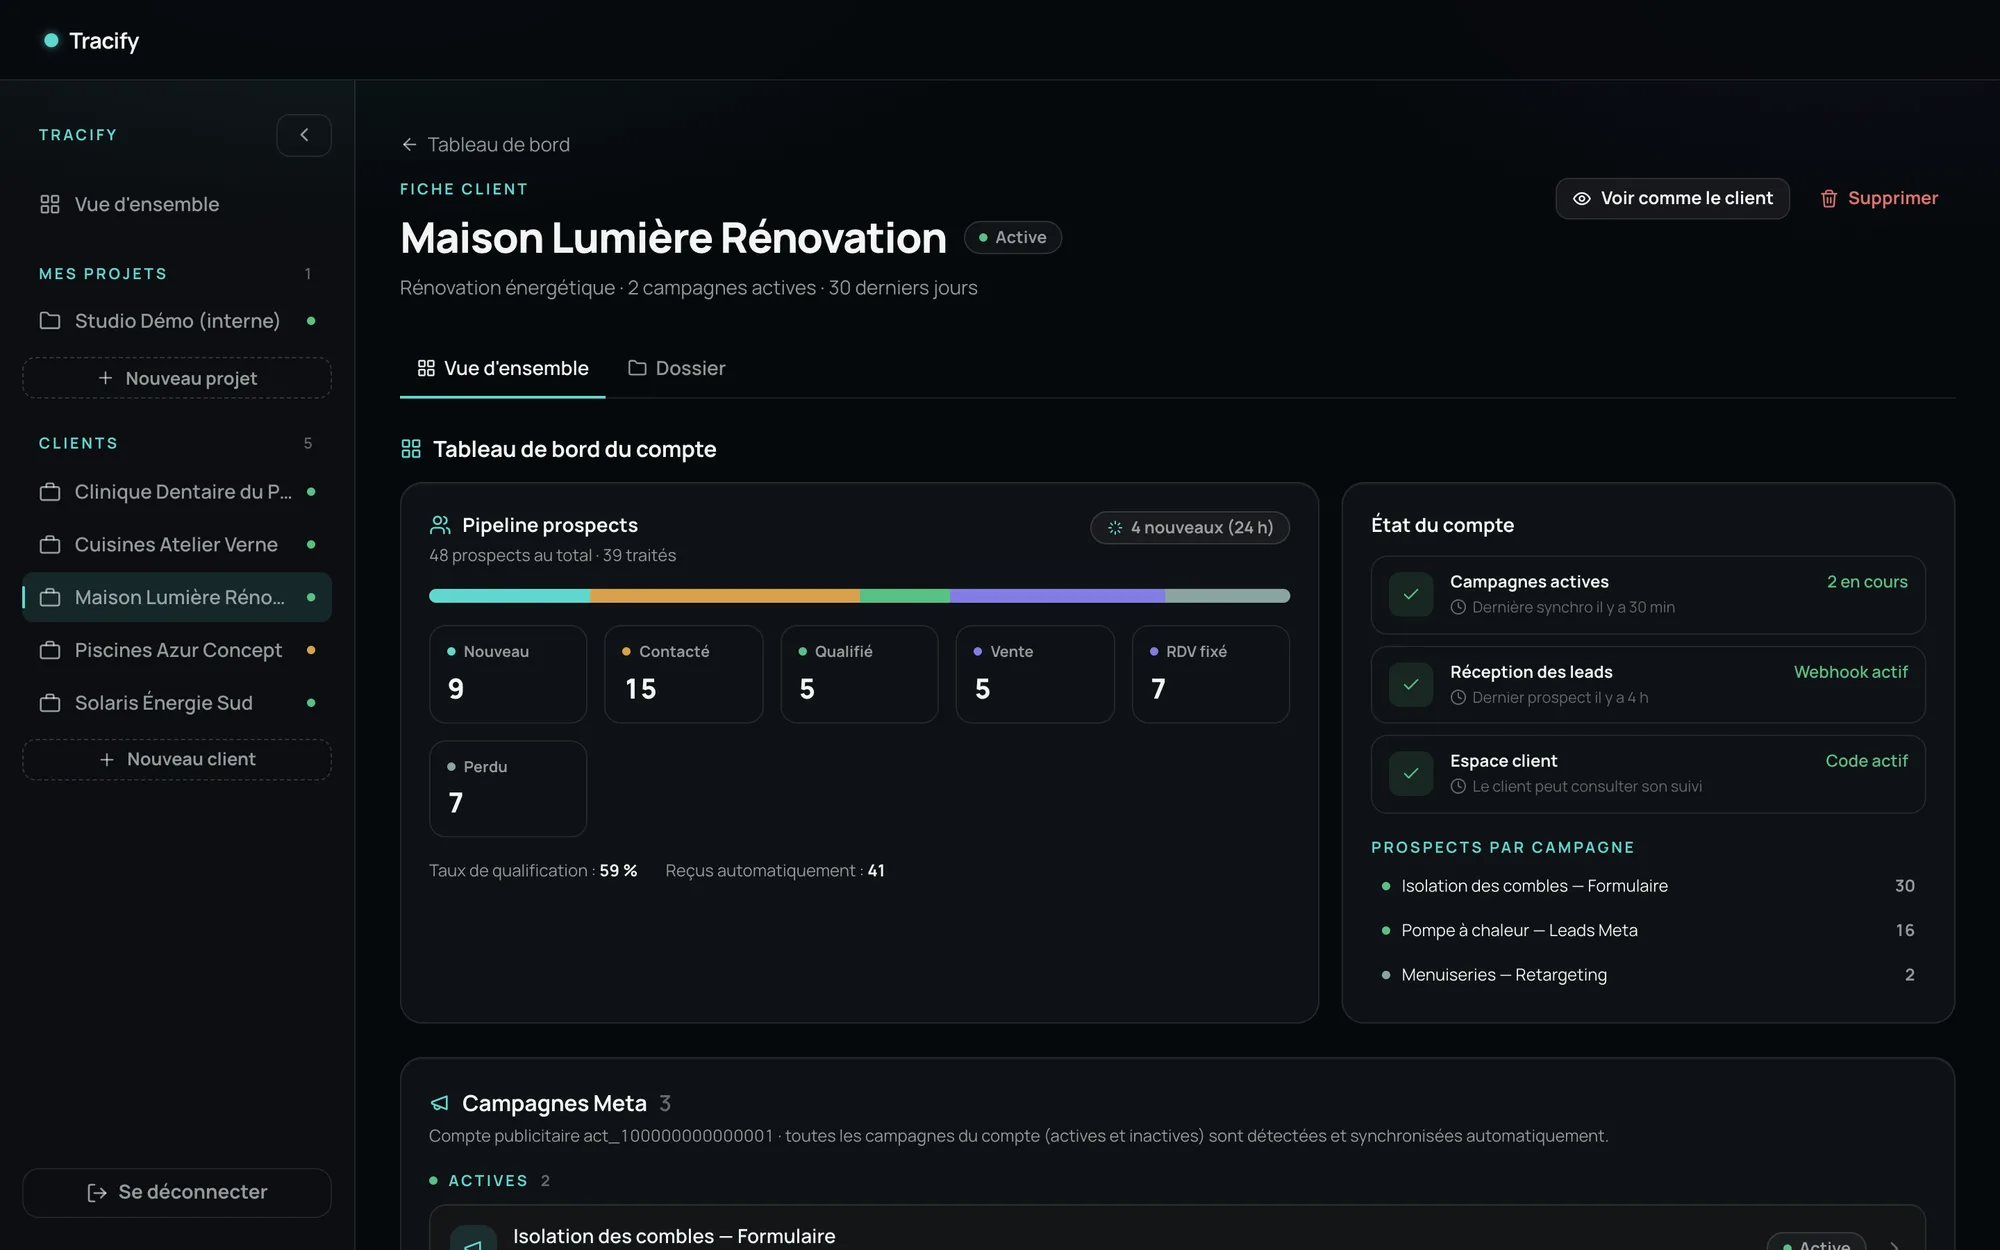 Tracify
TRACIFY
Vue d'ensemble
MES PROJETS 1
Studio Démo (interne)
+ Nouveau projet
CLIENTS 5
Clinique Dentaire du P...
Cuisines Atelier Verne
Maison Lumière Réno...
Piscines Azur Concept
Solaris Énergie Sud
+ Nouveau client
Se déconnecter
← Tableau de bord
FICHE CLIENT
Maison Lumière Rénovation Active
Rénovation énergétique · 2 campagnes actives · 30 derniers jours
Voir comme le client
Supprimer
Vue d'ensemble Dossier
Tableau de bord du compte
Pipeline prospects
4 nouveaux (24 h)
48 prospects au total · 39 traités
Nouveau
9
Contacté
15
Qualifié
5
Vente
5
RDV fixé
7
Perdu
7
Taux de qualification : 59 % Reçus automatiquement : 41
État du compte
Campagnes actives 2 en cours
Dernière synchro il y a 30 min
Réception des leads Webhook actif
Dernier prospect il y a 4 h
Espace client Code actif
Le client peut consulter son suivi
PROSPECTS PAR CAMPAGNE
Isolation des combles — Formulaire 30
Pompe à chaleur — Leads Meta 16
Menuiseries — Retargeting 2
Campagnes Meta 3
Compte publicitaire act_100000000000001 · toutes les campagnes du compte (actives et inactives) sont détectées et synchronisées automatiquement.
ACTIVES 2
Isolation des combles — Formulaire
Active